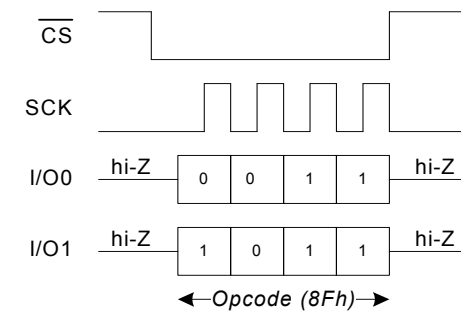 CS
SCK
I/O0 hi-Z 0 0 1 1 hi-Z
I/O1 hi-Z 1 0 1 1 hi-Z
Opcode (8Fh)